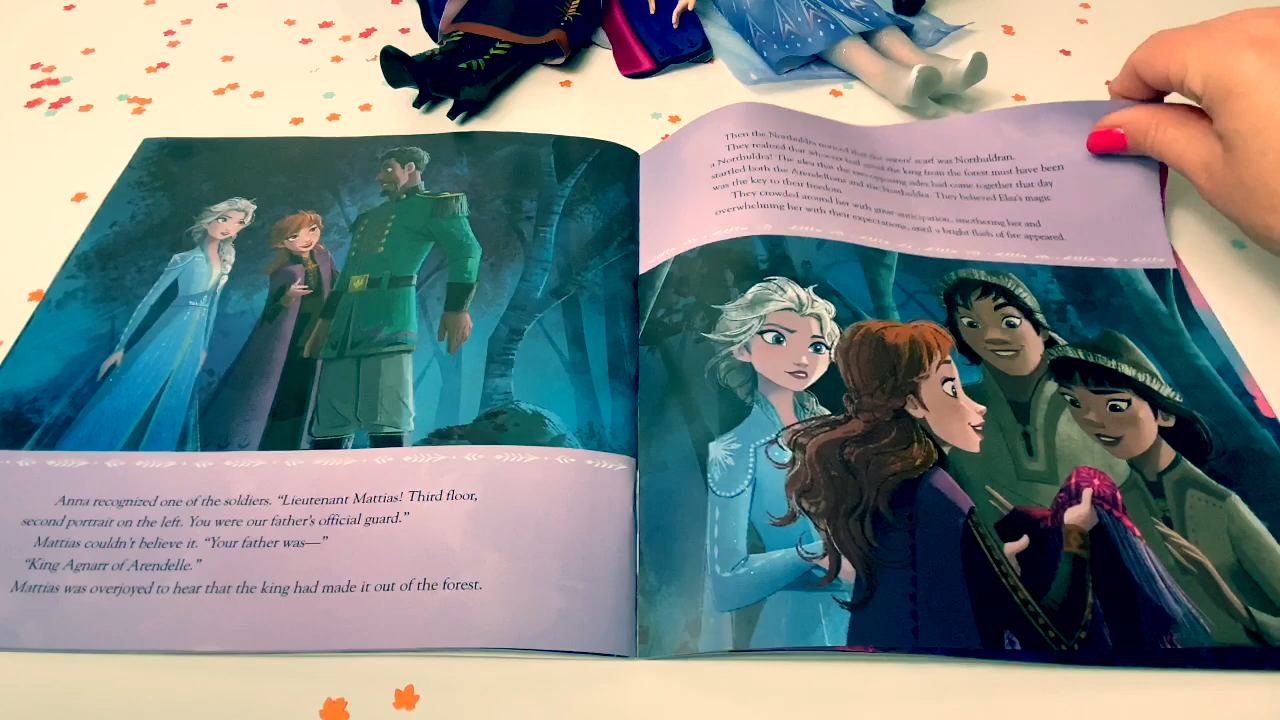 Anna recognized one of the soldiers. “Lieutenant Mattias! Third floor,
second portrait on the left. You were our father’s official guard.”
Mattias couldn’t believe it. “Your father was—”
“King Agnarr of Arendelle.”
Mattias was overjoyed to hear that the king had made it out of the forest.
Then the Northuldra noticed that the sisters’ scarf was Northuldran.
They realized that whoever had saved the king from the forest must have been
a Northuldra! The idea that the two opposing sides had come together that day
startled both the Arendellians and the Northuldra. They believed Elsa’s magic
was the key to their freedom.
They crowded around her with great anticipation, smothering her and
overwhelming her with their expectations, until a bright flash of fire appeared.